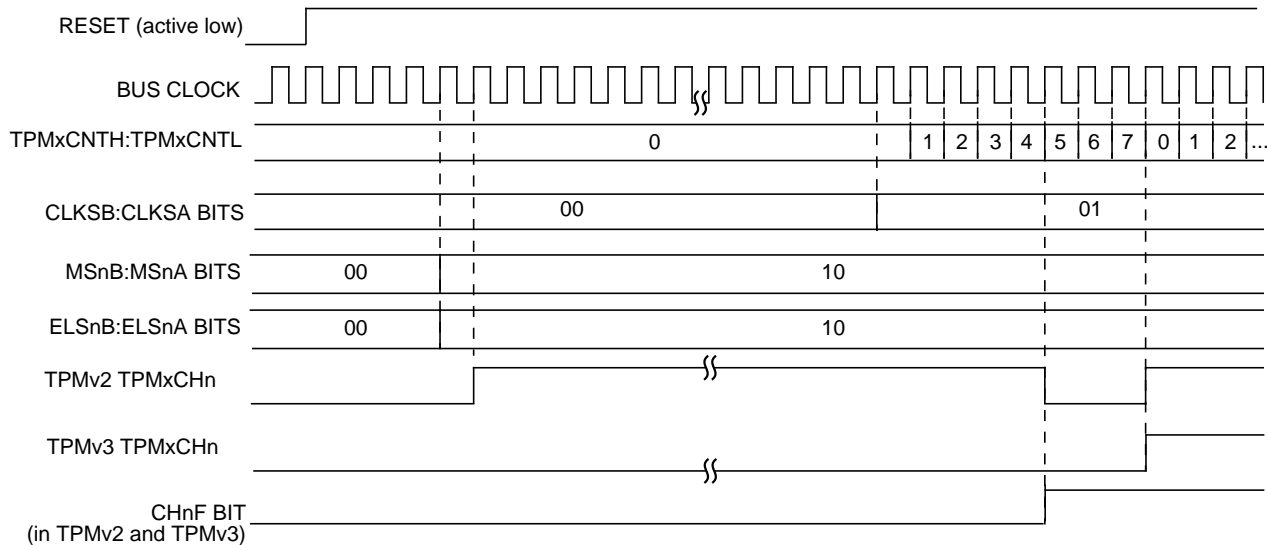 RESET (active low)
BUS CLOCK
TPMxCNTH:TPMxCNTL 0 1 2 3 4 5 6 7 0 1 2 ...
CLKSB:CLKSA BITS 00 01
MSnB:MSnA BITS 00 10
ELSnB:ELSnA BITS 00 10
TPMv2 TPMxCHn
TPMv3 TPMxCHn
CHnF BIT
(in TPMv2 and TPMv3)